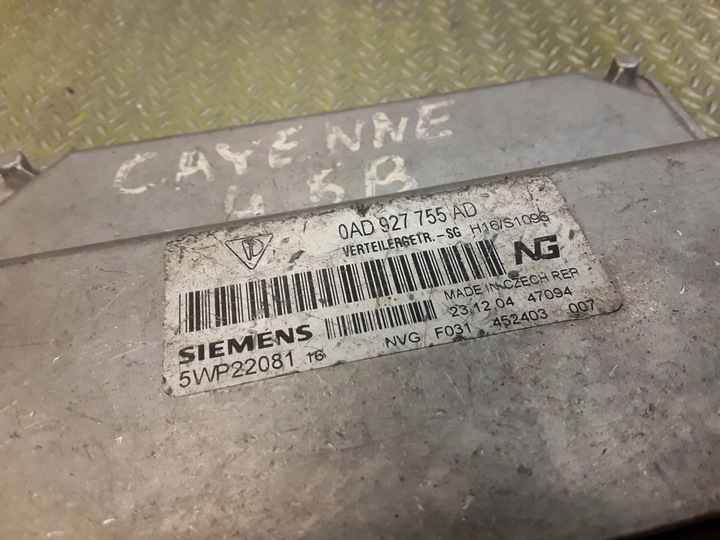 CAYENNE
4.5B
0AD 927 755 AD
VERTEILERGETR.-SG H16/S1096
NG
MADE IN CZECH REP
23.12.04 47094
SIEMENS
NVG F031 452403 007
5WP22081 16